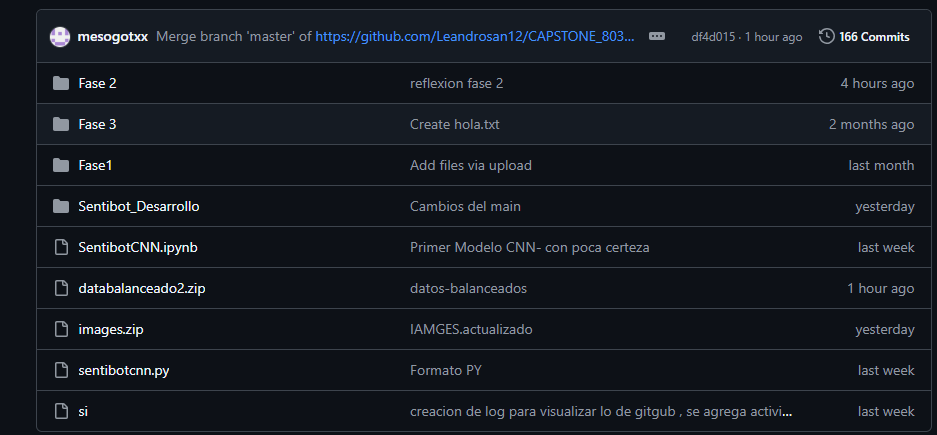 mesogotxx Merge branch 'master' of https://github.com/Leandrosan12/CAPSTONE_803... df4d015 · 1 hour ago 166 Commits
Fase 2 reflexion fase 2 4 hours ago
Fase 3 Create hola.txt 2 months ago
Fase1 Add files via upload last month
Sentibot_Desarrollo Cambios del main yesterday
SentibotCNN.ipynb Primer Modelo CNN- con poca certeza last week
databalanceado2.zip datos-balanceados 1 hour ago
images.zip IAMGES.actualizado yesterday
sentibotcnn.py Formato PY last week
si creacion de log para visualizar lo de gitgub , se agrega activi... last week